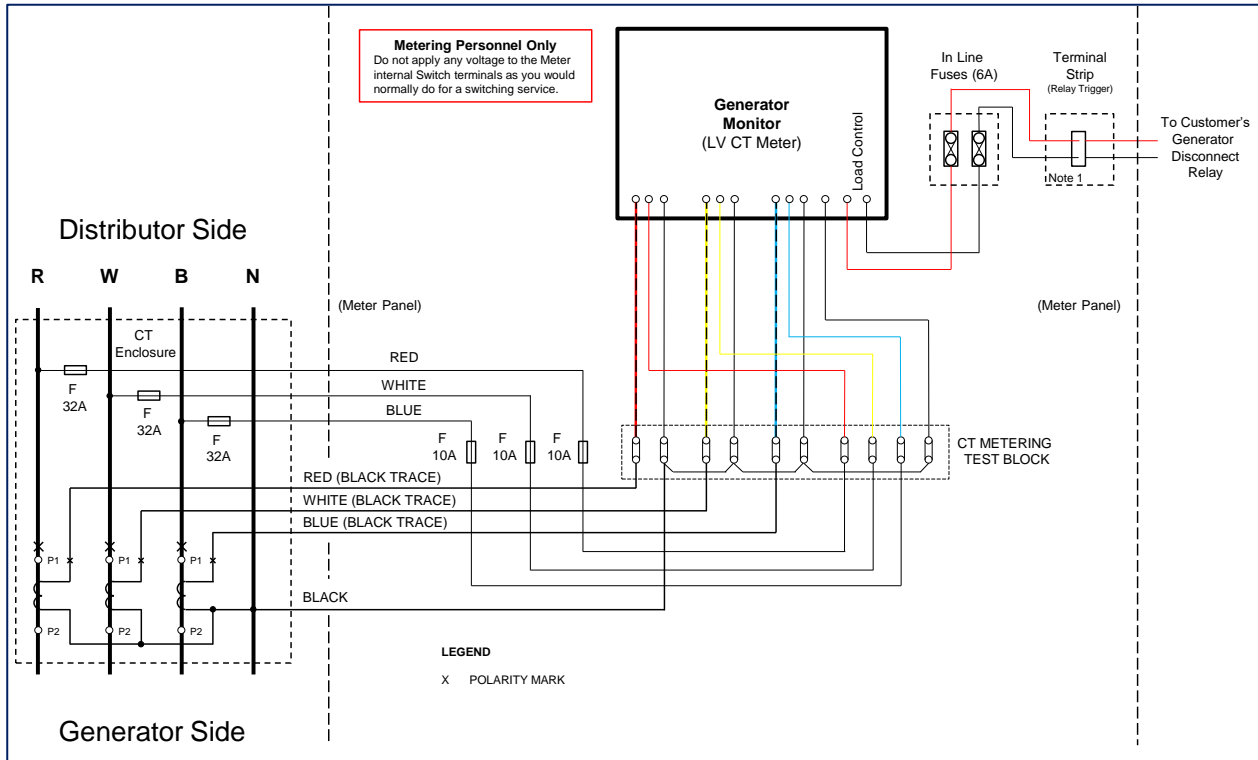 Metering Personnel Only
Do not apply any voltage to the Meter
internal Switch terminals as you would
normally do for a switching service.
Generator
Monitor
(LV CT Meter)
Load Control
In Line
Fuses (6A)
Terminal
Strip
(Relay Trigger)
Note 1
To Customer's
Generator
Disconnect
Relay
Distributor Side
R W B N
(Meter Panel)
(Meter Panel)
CT
Enclosure
F
32A
F
32A
F
32A
RED
WHITE
BLUE
F
10A
F
10A
F
10A
CT METERING
TEST BLOCK
RED (BLACK TRACE)
WHITE (BLACK TRACE)
BLUE (BLACK TRACE)
P1 P1 P1
BLACK
P2 P2 P2
LEGEND
X POLARITY MARK
Generator Side